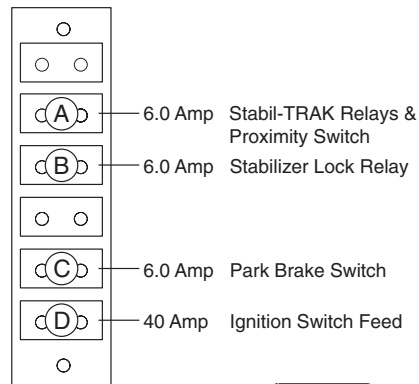 A 6.0 Amp Stabil-TRAK Relays &
Proximity Switch
B 6.0 Amp Stabilizer Lock Relay
C 6.0 Amp Park Brake Switch
D 40 Amp Ignition Switch Feed